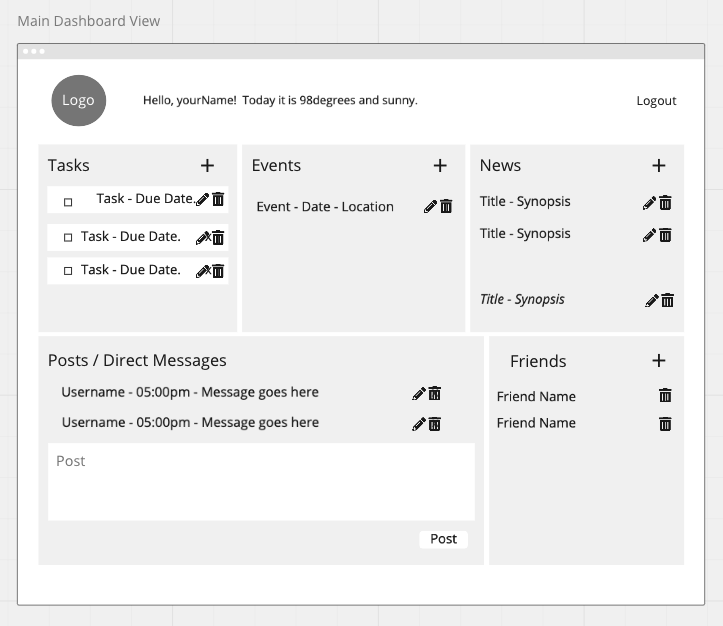 Main Dashboard View
Logo
Hello, yourName! Today it is 98degrees and sunny.
Logout
Tasks
Task - Due Date.
Task - Due Date.
Task - Due Date.
Events
Event - Date - Location
News
Title - Synopsis
Title - Synopsis
Title - Synopsis
Posts / Direct Messages
Username - 05:00pm - Message goes here
Username - 05:00pm - Message goes here
Post
Post
Friends
Friend Name
Friend Name